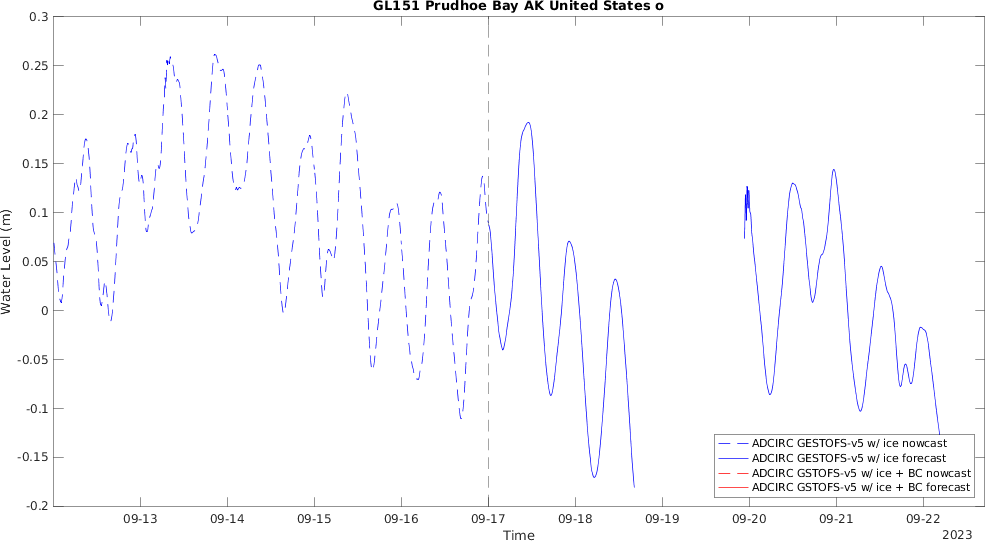 GL151 Prudhoe Bay AK United States o
0.3
0.25
0.2
0.15
0.1
0.05
0
-0.05
-0.1
-0.15
-0.2
Water Level (m)
ADCIRC GESTOFS-v5 w/ ice nowcast
ADCIRC GESTOFS-v5 w/ ice forecast
ADCIRC GSTOFS-v5 w/ ice + BC nowcast
ADCIRC GSTOFS-v5 w/ ice + BC forecast
09-13 09-14 09-15 09-16 09-17 09-18 09-19 09-20 09-21 09-22
Time
2023